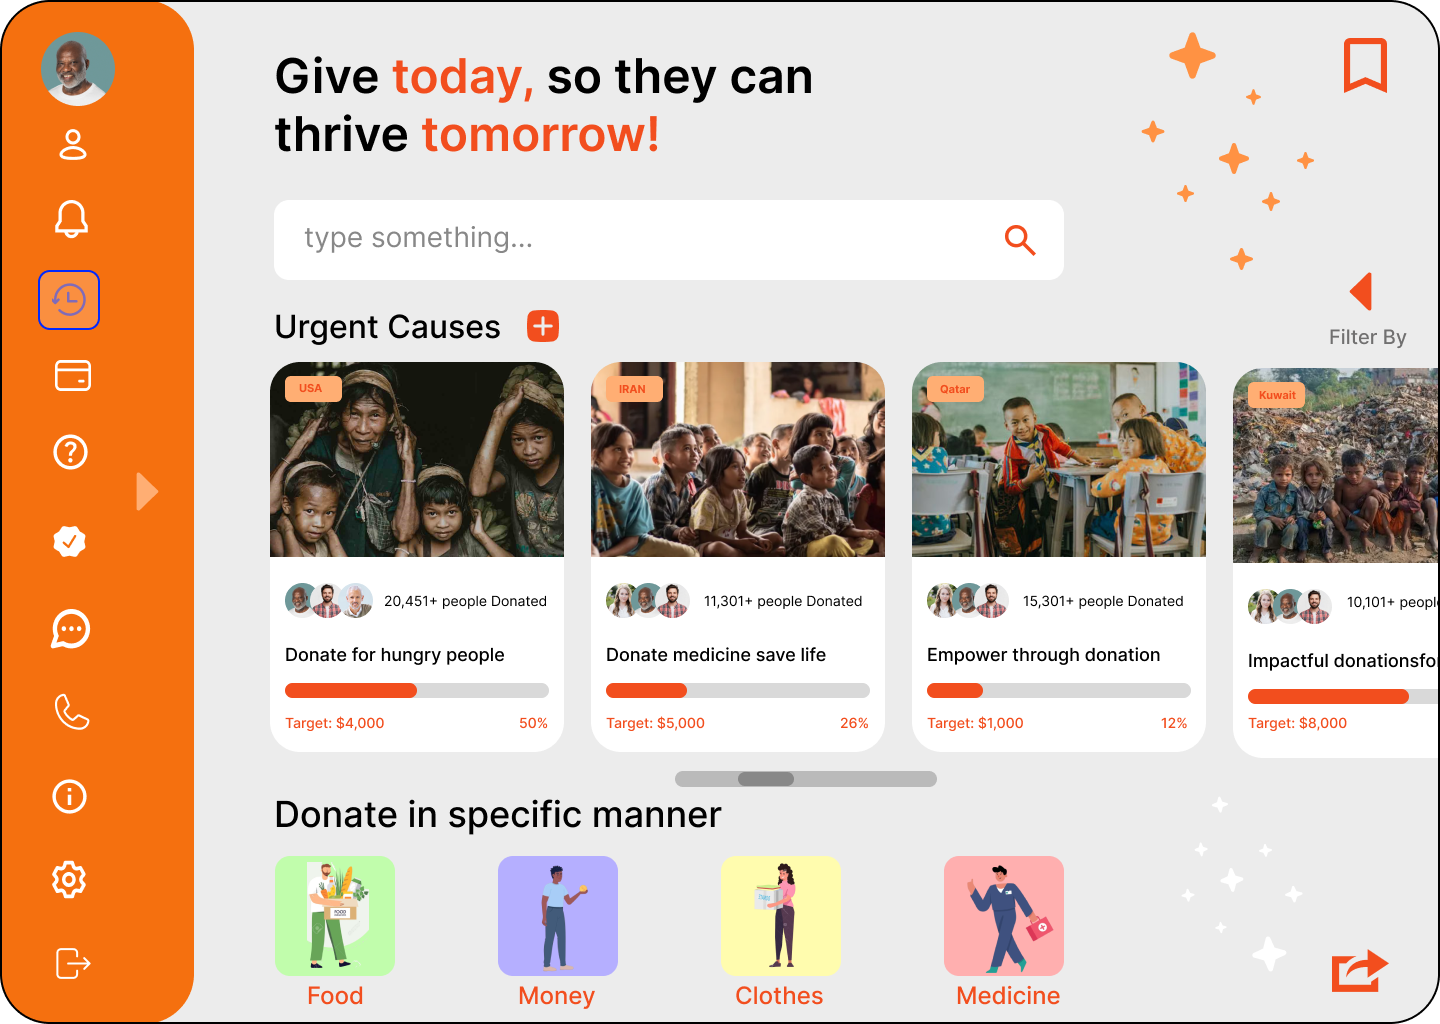 Give today, so they can
thrive tomorrow!
type something...
Urgent Causes
Filter By
USA
IRAN
Qatar
Kuwait
20,451+ people Donated
11,301+ people Donated
15,301+ people Donated
10,101+ people
Donate for hungry people
Donate medicine save life
Empower through donation
Impactful donationsfo
Target: $4,000 50%
Target: $5,000 26%
Target: $1,000 12%
Target: $8,000
Donate in specific manner
FOOD
Food
Money
Clothes
Medicine